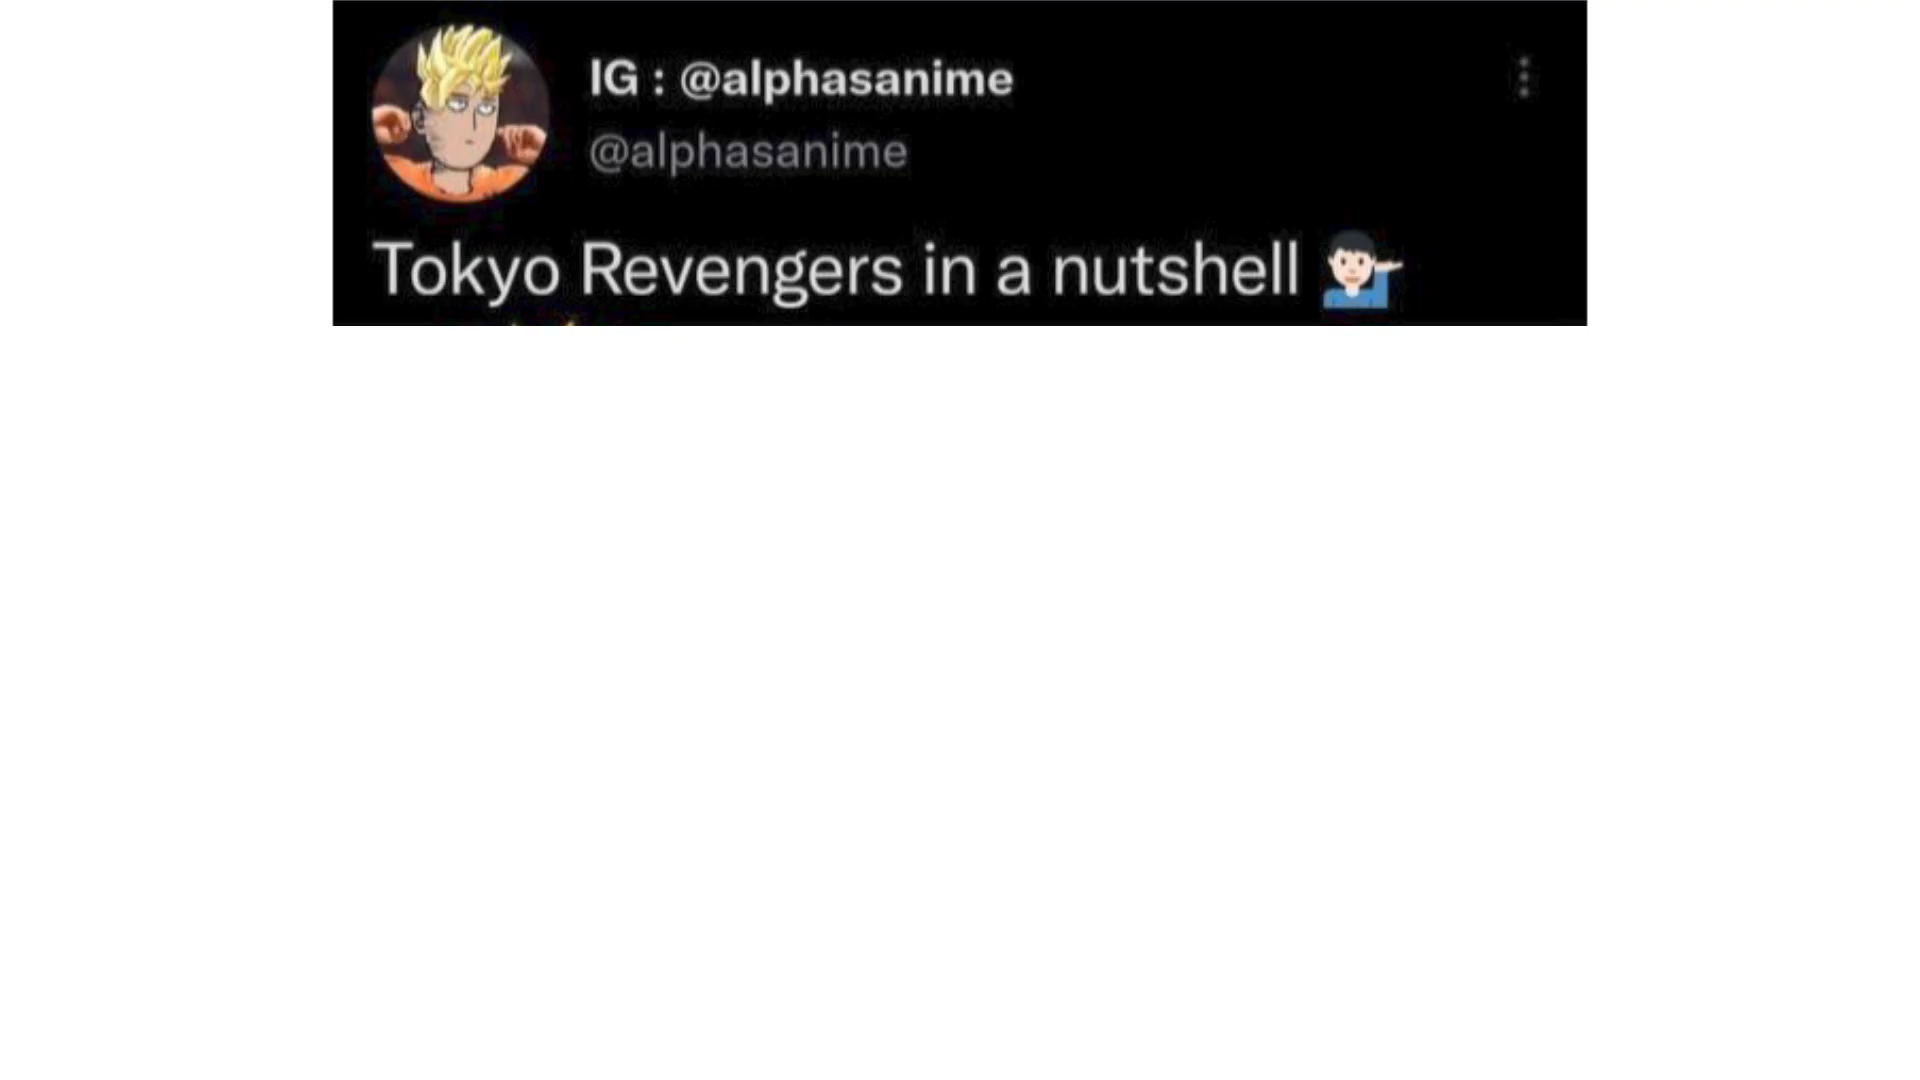 IG : @alphasanime
@alphasanime
Tokyo Revengers in a nutshell 💁🏻‍♂️